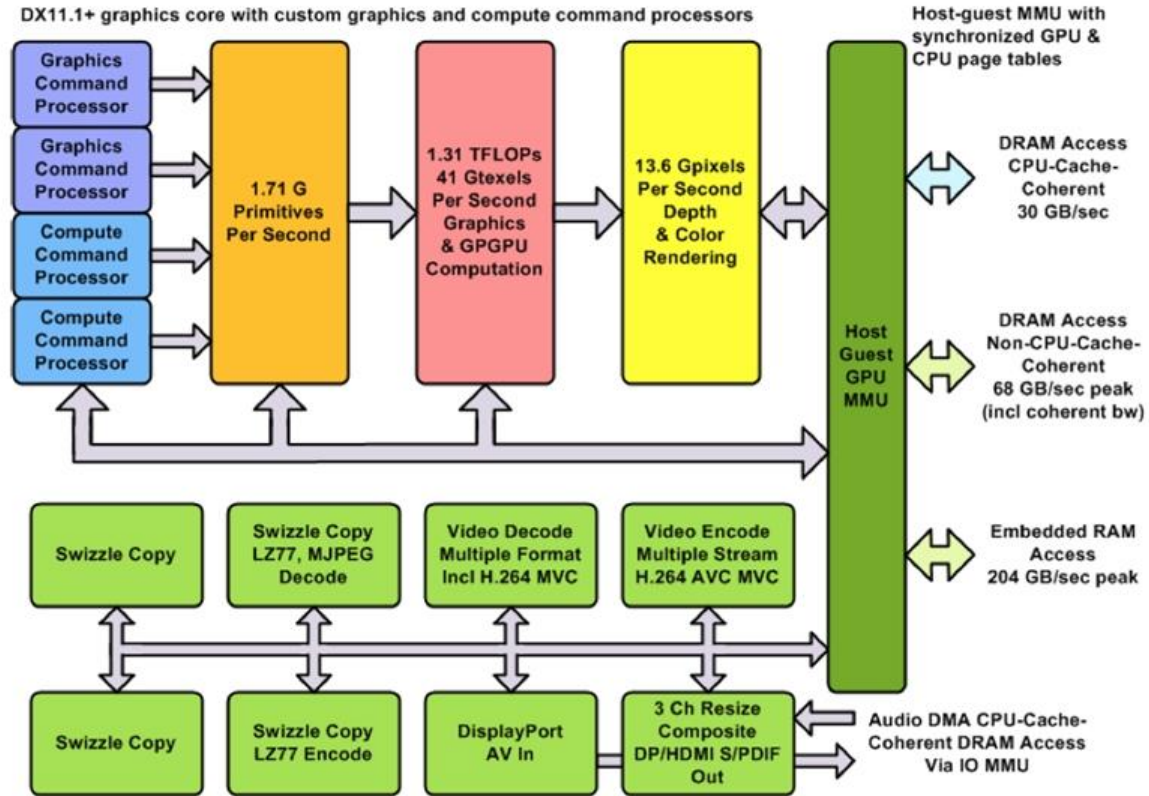 DX11.1+ graphics core with custom graphics and compute command processors
Host-guest MMU with
synchronized GPU &
CPU page tables
Graphics
Command
Processor
Graphics
Command
Processor
Compute
Command
Processor
Compute
Command
Processor
1.71 G
Primitives
Per Second
1.31 TFLOPs
41 Gtexels
Per Second
Graphics
& GPGPU
Computation
13.6 Gpixels
Per Second
Depth
& Color
Rendering
Host
Guest
GPU
MMU
DRAM Access
CPU-Cache-
Coherent
30 GB/sec
DRAM Access
Non-CPU-Cache-
Coherent
68 GB/sec peak
(incl coherent bw)
Embedded RAM
Access
204 GB/sec peak
Swizzle Copy
Swizzle Copy
LZ77, MJPEG
Decode
Video Decode
Multiple Format
Incl H.264 MVC
Video Encode
Multiple Stream
H.264 AVC MVC
Swizzle Copy
Swizzle Copy
LZ77 Encode
DisplayPort
AV In
3 Ch Resize
Composite
DP/HDMI S/PDIF
Out
Audio DMA CPU-Cache-
Coherent DRAM Access
Via IO MMU